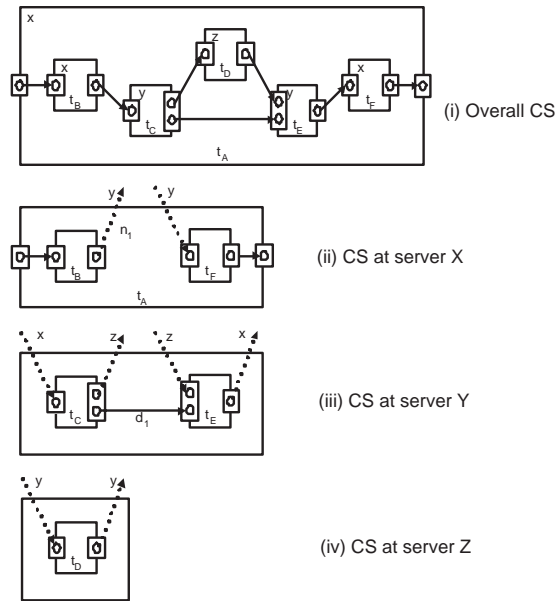 x
z
x
x
t_D
y
y
t_B
t_F
t_C
t_E
(i) Overall CS
t_A
y
y
n_1
(ii) CS at server X
t_B
t_F
t_A
x
z
z
x
(iii) CS at server Y
t_C
d_1
t_E
y
y
(iv) CS at server Z
t_D